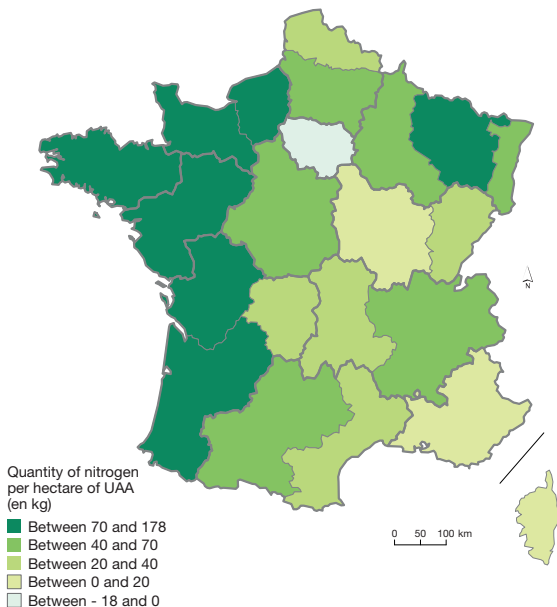 N
Quantity of nitrogen
per hectare of UAA
(en kg)
Between 70 and 178
Between 40 and 70
Between 20 and 40
Between 0 and 20
Between - 18 and 0
0 50 100 km